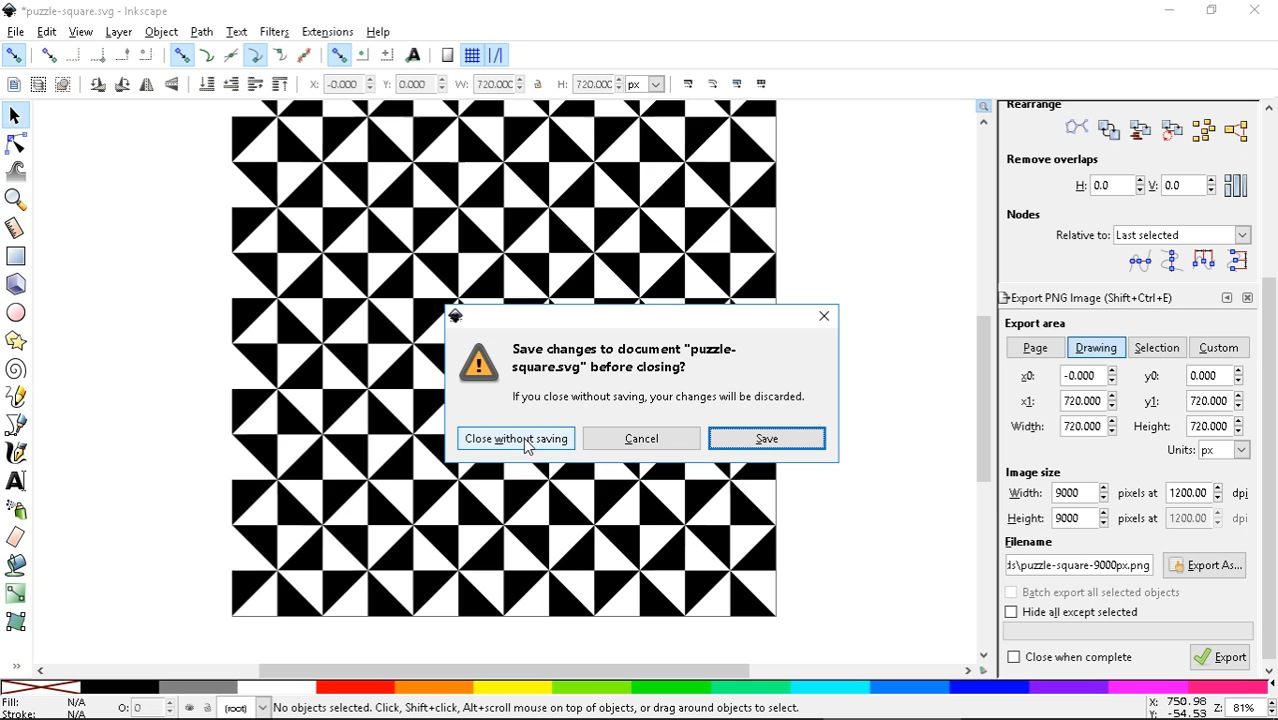 *puzzle-square.svg - Inkscape
File Edit View Layer Object Path Text Filters Extensions Help
X: -0.000 Y: 0.000 W: 720.000 H: 720.000 px
Rearrange
Remove overlaps
H: 0.0 V: 0.0
Nodes
Relative to: Last selected
Export PNG Image (Shift+Ctrl+E)
Export area
Page Drawing Selection Custom
x0: -0.000 y0: 0.000
x1: 720.000 y1: 720.000
Width: 720.000 Height: 720.000
Units: px
Image size
Width: 9000 pixels at 1200.00 dpi
Height: 9000 pixels at 1200.00 dpi
Filename
ds\puzzle-square-9000px.png Export As...
Batch export all selected objects
Hide all except selected
Close when complete Export
Save changes to document "puzzle-
square.svg" before closing?
If you close without saving, your changes will be discarded.
Close without saving Cancel Save
Fill: N/A
Stroke: N/A
O: 0 (root) No objects selected. Click, Shift+click, Alt+scroll mouse on top of objects, or drag around objects to select.
X: 750.98
Y: -54.53
Z: 81%